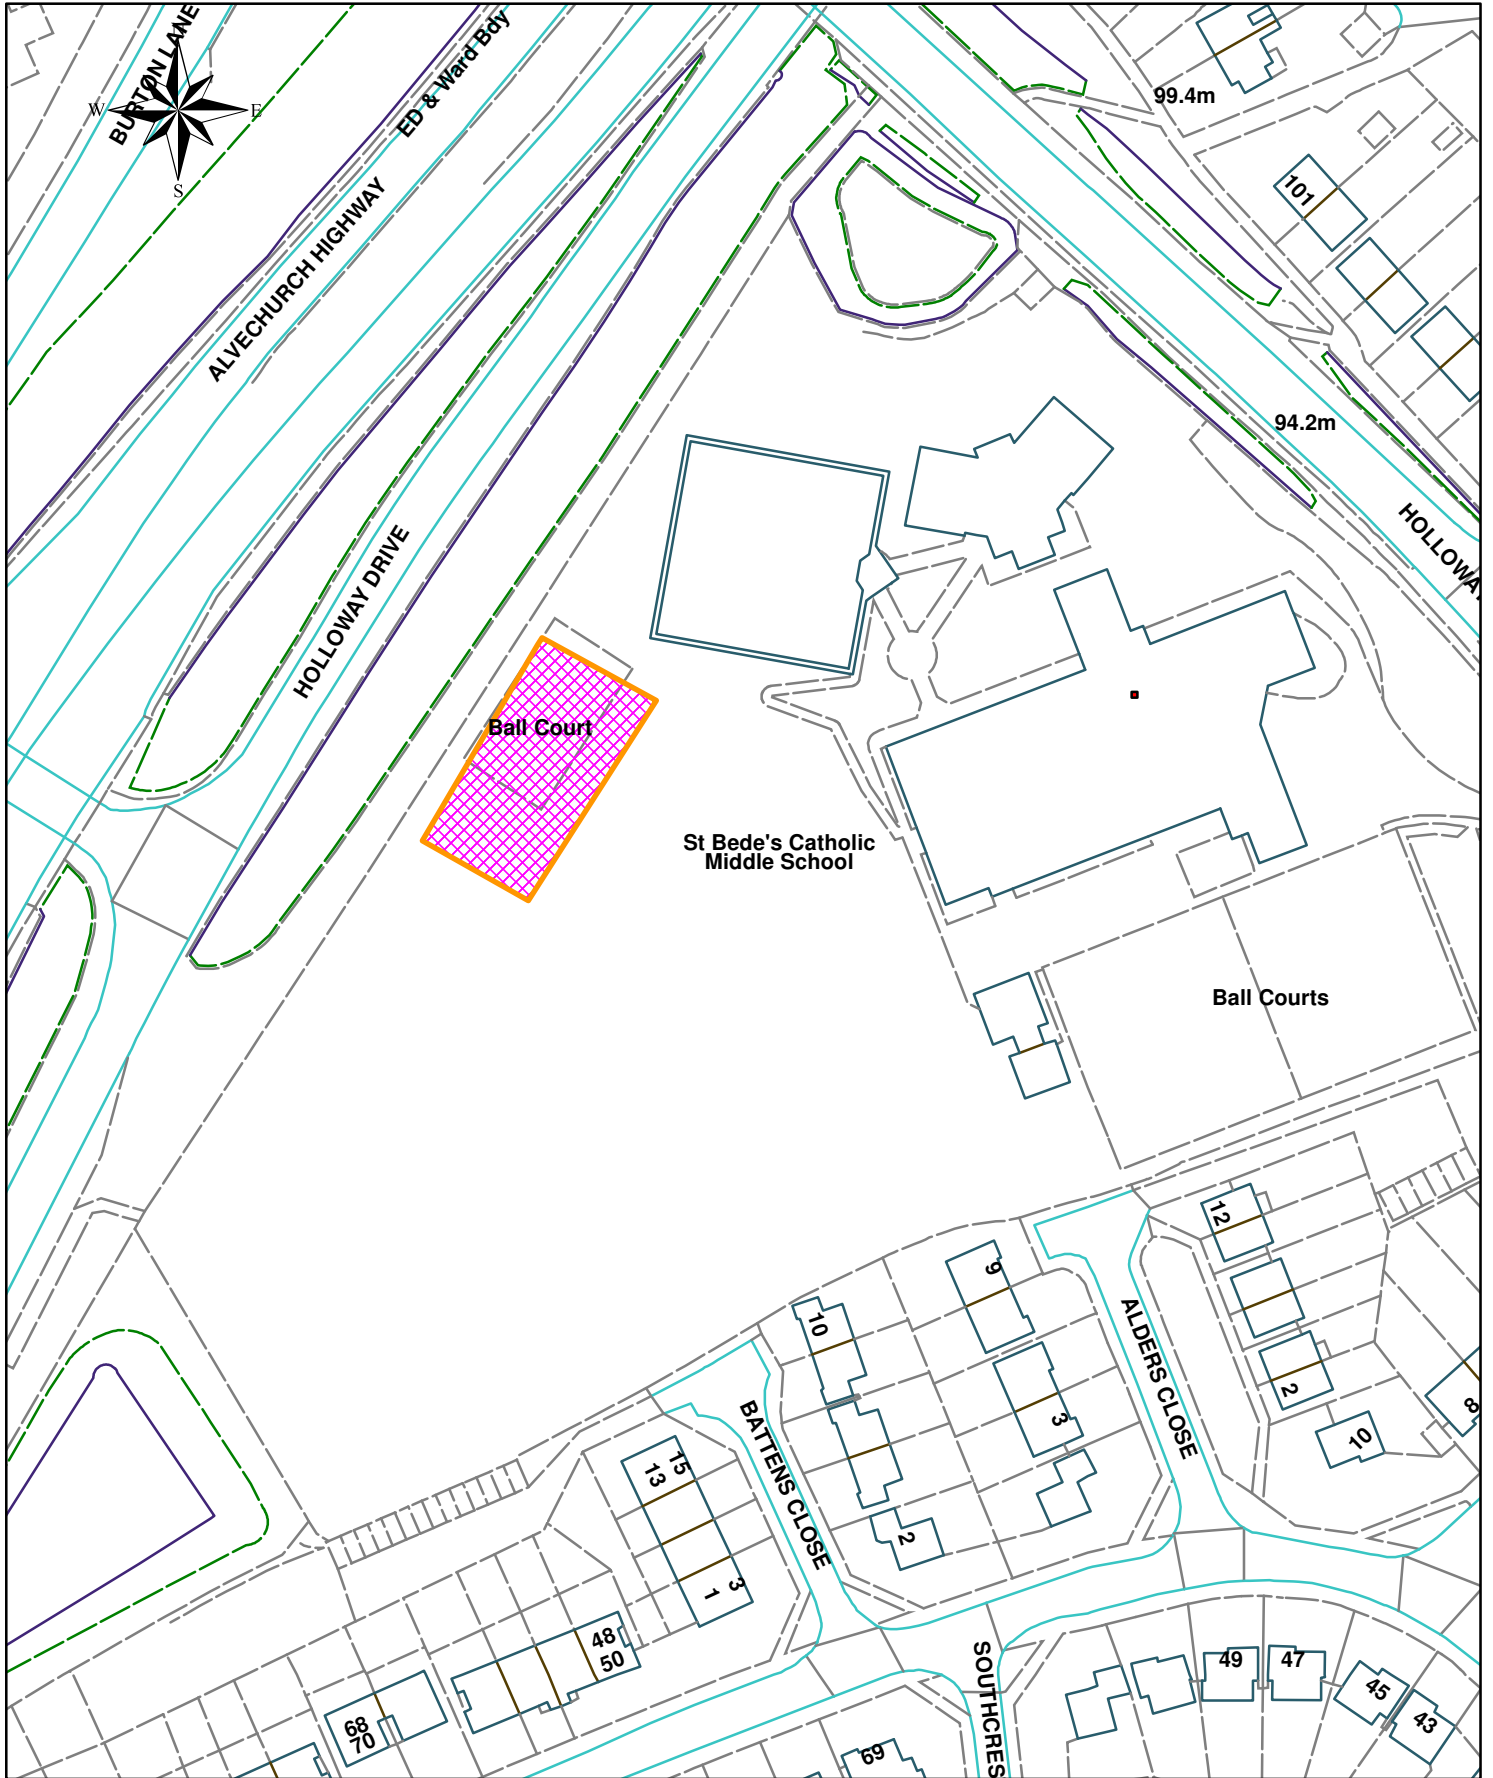 BURTON LANE
ED & Ward Bdy
99.4m
W
E
S
ALVECHURCH HIGHWAY
101
94.2m
HOLLOWA
HOLLOWAY DRIVE
Ball Court
St Bede's Catholic
Middle School
Ball Courts
12
9
10
ALDERS CLOSE
2
8
3
10
BATTENS CLOSE
15
13
2
3
1
48
50
SOUTHCRES
49
47
45
43
68
70
69